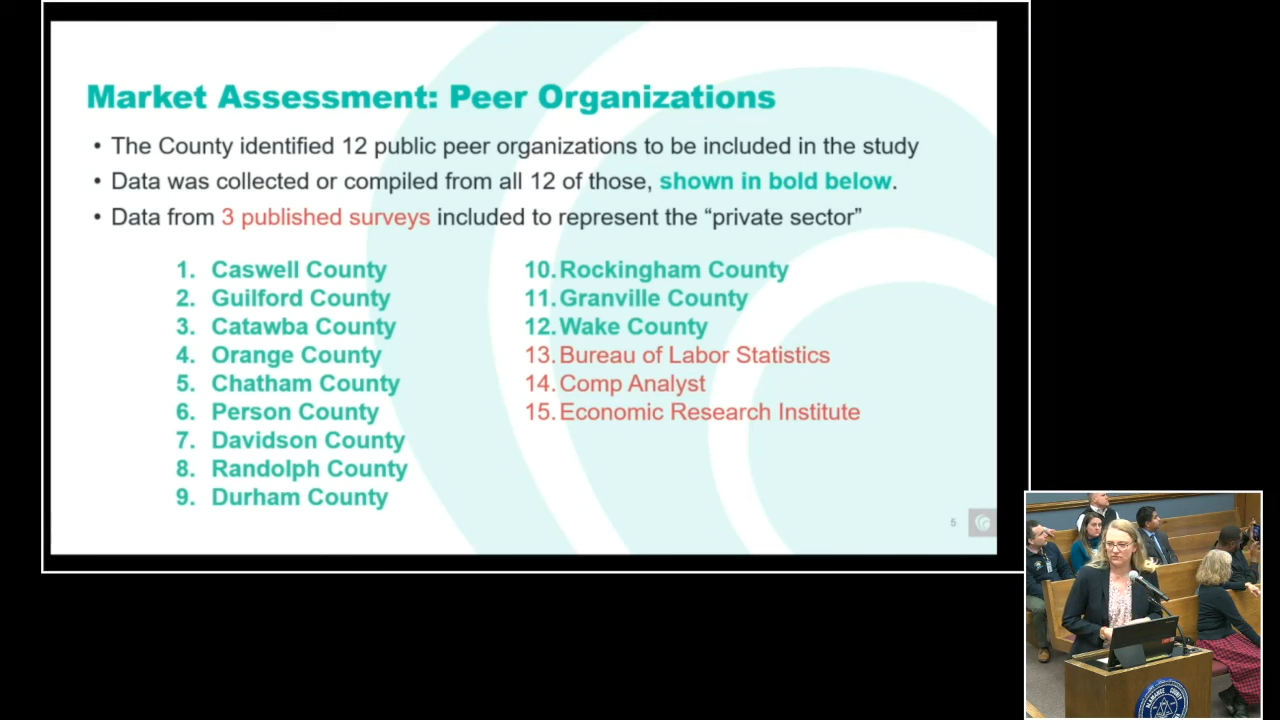 Market Assessment: Peer Organizations
• The County identified 12 public peer organizations to be included in the study
• Data was collected or compiled from all 12 of those, shown in bold below.
• Data from 3 published surveys included to represent the “private sector”
1. Caswell County
2. Guilford County
3. Catawba County
4. Orange County
5. Chatham County
6. Person County
7. Davidson County
8. Randolph County
9. Durham County
10. Rockingham County
11. Granville County
12. Wake County
13. Bureau of Labor Statistics
14. Comp Analyst
15. Economic Research Institute
5